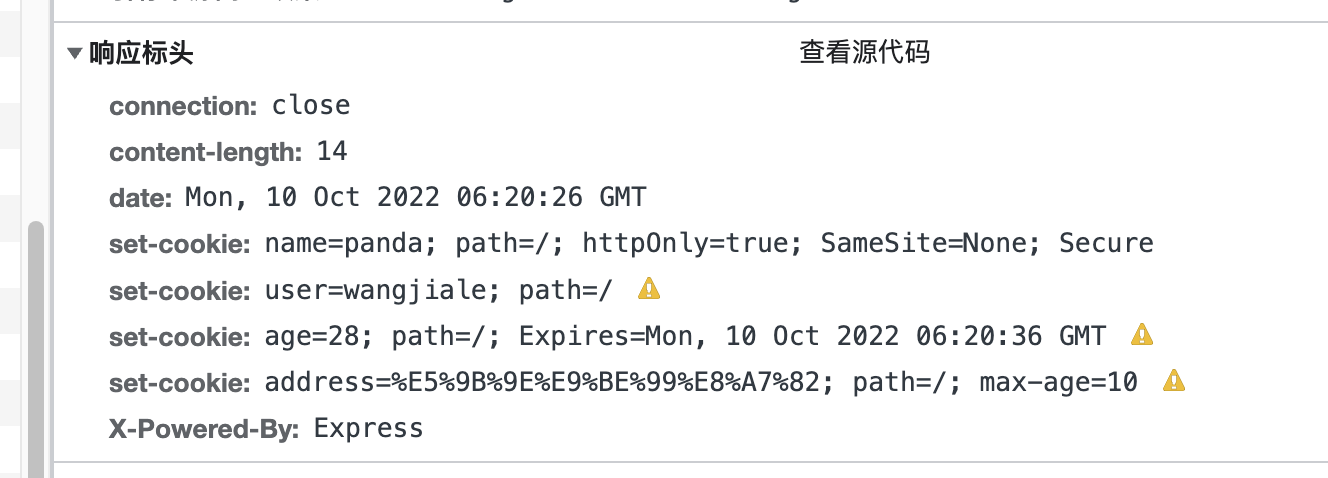 响应标头 查看源代码
connection: close
content-length: 14
date: Mon, 10 Oct 2022 06:20:26 GMT
set-cookie: name=panda; path=/; httpOnly=true; SameSite=None; Secure
set-cookie: user=wangjiale; path=/
set-cookie: age=28; path=/; Expires=Mon, 10 Oct 2022 06:20:36 GMT
set-cookie: address=%E5%9B%9E%E9%BE%99%E8%A7%82; path=/; max-age=10
X-Powered-By: Express